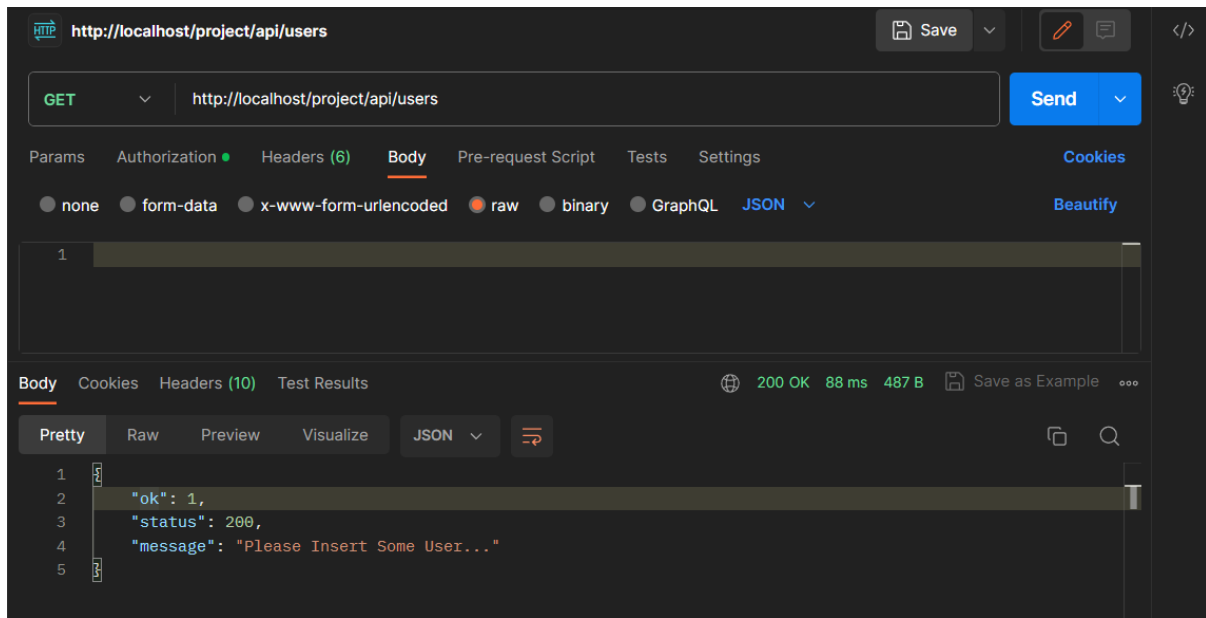 HTTP http://localhost/project/api/users Save </>
GET http://localhost/project/api/users Send
Params Authorization Headers (6) Body Pre-request Script Tests Settings Cookies
none form-data x-www-form-urlencoded raw binary GraphQL JSON Beautify
1
Body Cookies Headers (10) Test Results 200 OK 88 ms 487 B Save as Example
Pretty Raw Preview Visualize JSON
1 {
2 "ok": 1,
3 "status": 200,
4 "message": "Please Insert Some User..."
5 }